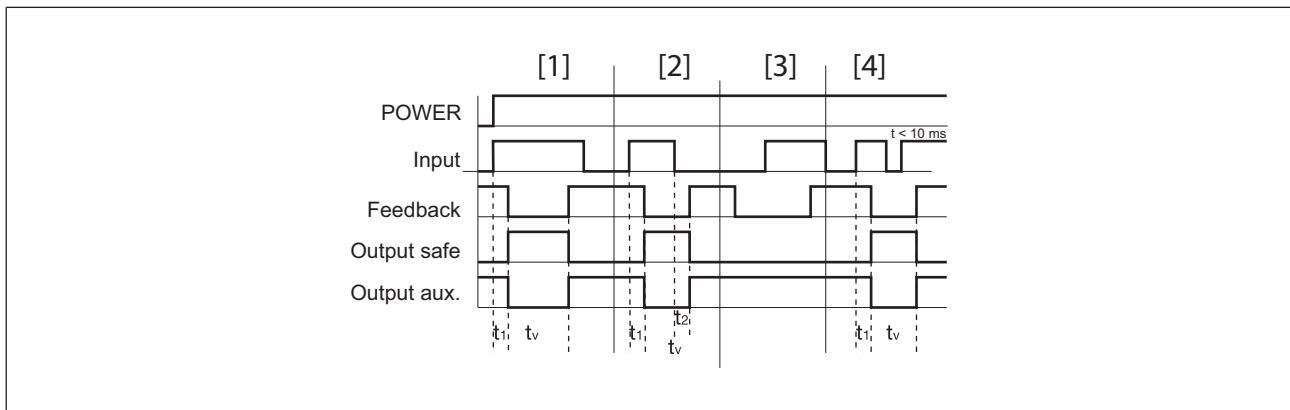 [1] [2] [3] [4]
POWER
t < 10 ms
Input
Feedback
Output safe
Output aux.
t2
t1 tv t1 t1 tv
tv